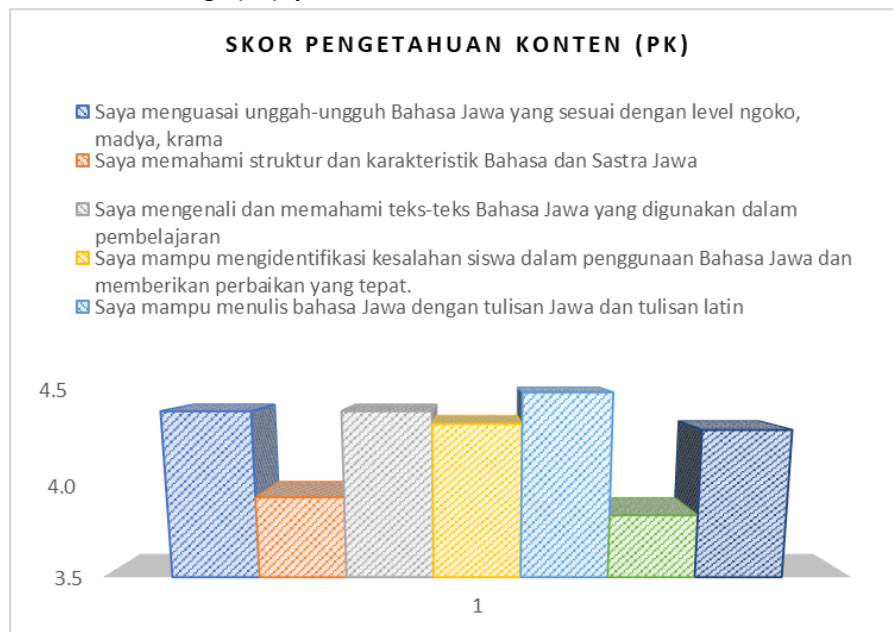 SKOR PENGETAHUAN KONTEN (PK)
Saya menguasai unggah-ungguh Bahasa Jawa yang sesuai dengan level ngoko,
madya, krama
Saya memahami struktur dan karakteristik Bahasa dan Sastra Jawa
Saya mengenali dan memahami teks-teks Bahasa Jawa yang digunakan dalam
pembelajaran
Saya mampu mengidentifikasi kesalahan siswa dalam penggunaan Bahasa Jawa dan
memberikan perbaikan yang tepat.
Saya mampu menulis bahasa Jawa dengan tulisan Jawa dan tulisan latin
4.5
4.0
3.5
1